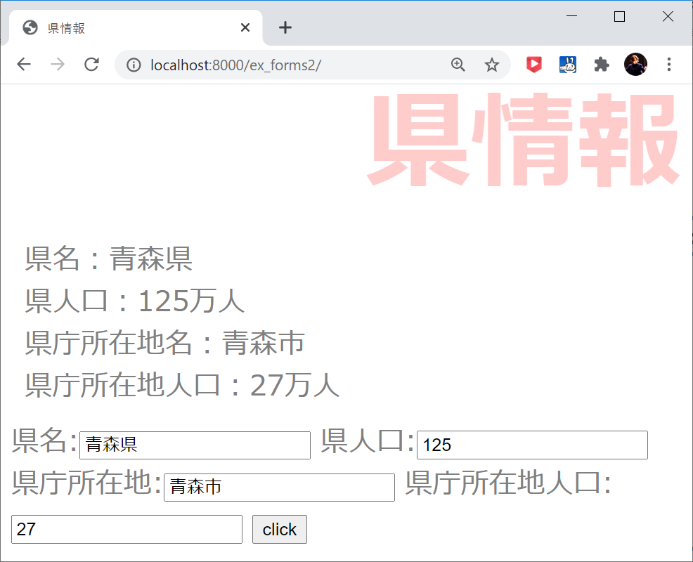 県情報
localhost:8000/ex_forms2/
県情報
県名：青森県
県人口：125万人
県庁所在地名：青森市
県庁所在地人口：27万人
県名:青森県 県人口:125
県庁所在地:青森市 県庁所在地人口:
27 click